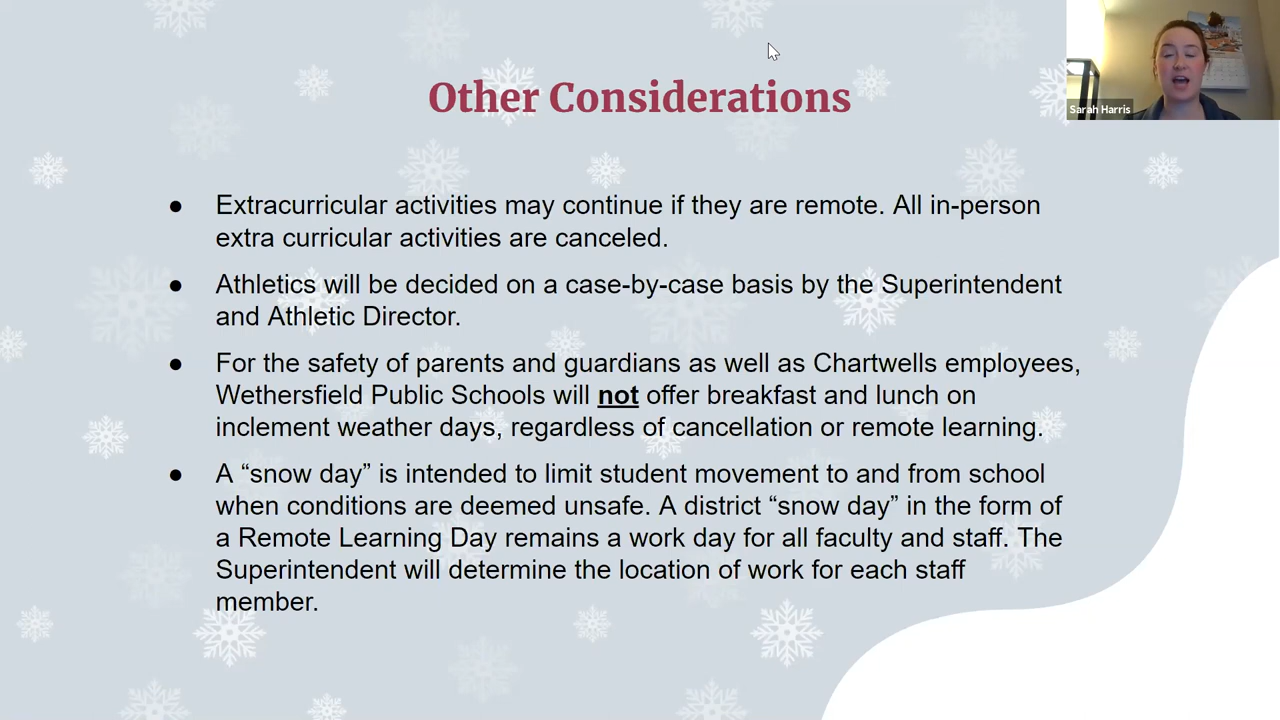 Other Considerations
Sarah Harris
● Extracurricular activities may continue if they are remote. All in-person
extra curricular activities are canceled.
● Athletics will be decided on a case-by-case basis by the Superintendent
and Athletic Director.
● For the safety of parents and guardians as well as Chartwells employees,
Wethersfield Public Schools will not offer breakfast and lunch on
inclement weather days, regardless of cancellation or remote learning.
● A “snow day” is intended to limit student movement to and from school
when conditions are deemed unsafe. A district “snow day” in the form of
a Remote Learning Day remains a work day for all faculty and staff. The
Superintendent will determine the location of work for each staff
member.